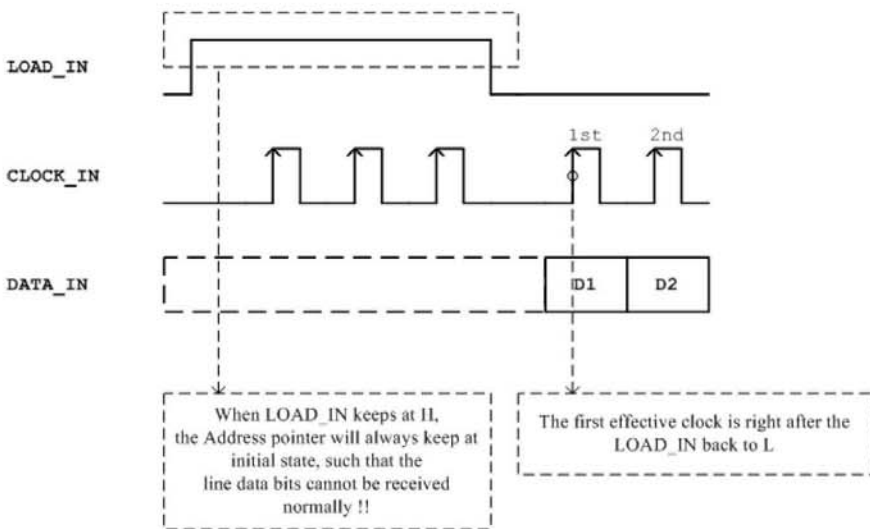 LOAD_IN
1st 2nd
CLOCK_IN
DATA_IN
D1 D2
When LOAD_IN keeps at H,
the Address pointer will always keep at
initial state, such that the
line data bits cannot be received
normally !!
The first effective clock is right after the
LOAD_IN back to L